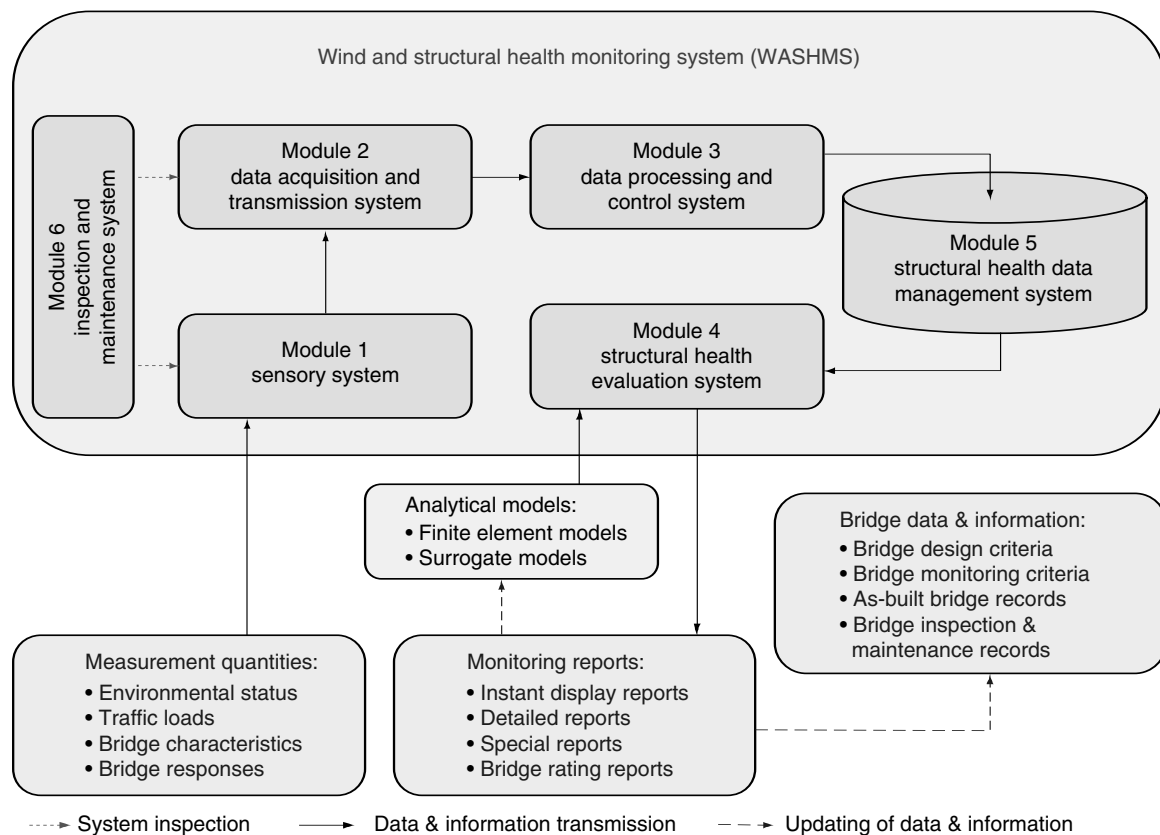 Wind and structural health monitoring system (WASHMS)
Module 6
inspection and
maintenance system
Module 2
data acquisition and
transmission system
Module 3
data processing and
control system
Module 5
structural health data
management system
Module 1
sensory system
Module 4
structural health
evaluation system
Analytical models:
• Finite element models
• Surrogate models
Bridge data & information:
• Bridge design criteria
• Bridge monitoring criteria
• As-built bridge records
• Bridge inspection &
maintenance records
Measurement quantities:
• Environmental status
• Traffic loads
• Bridge characteristics
• Bridge responses
Monitoring reports:
• Instant display reports
• Detailed reports
• Special reports
• Bridge rating reports
System inspection
Data & information transmission
Updating of data & information